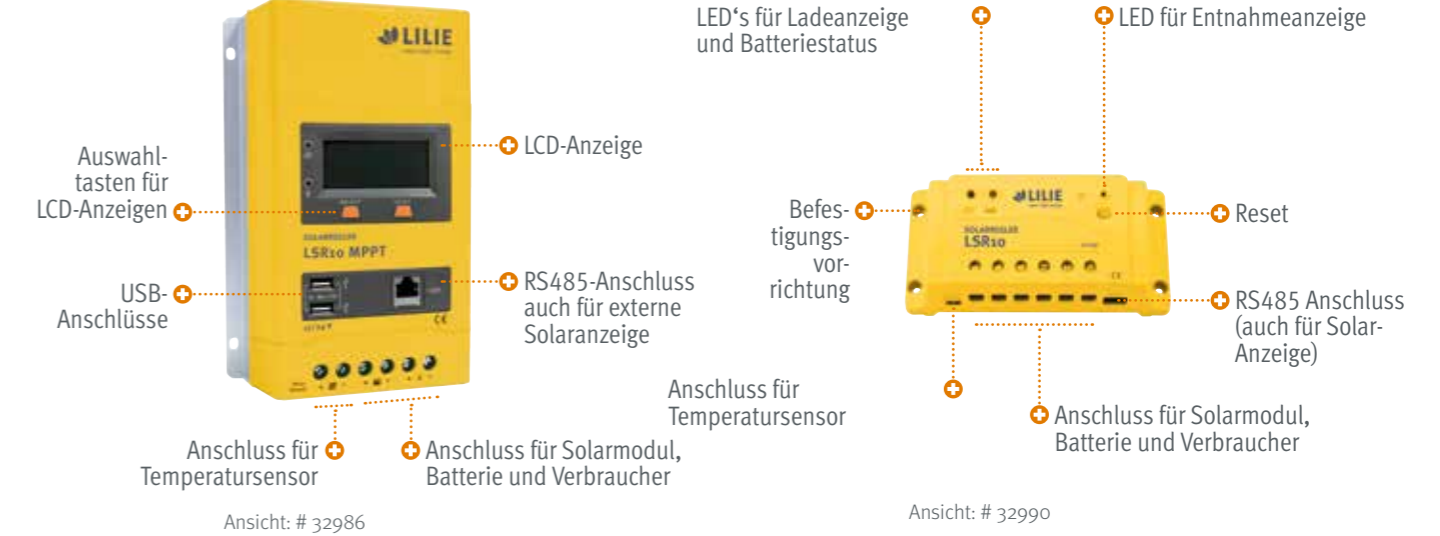 LILIE
Auswahl-
tasten für
LCD-Anzeigen
LCD-Anzeige
SOLARREGLER
LSR10 MPPT
USB-
Anschlüsse
RS485-Anschluss
auch für externe
Solaranzeige
CE
Anschluss für
Temperatursensor
Anschluss für Solarmodul,
Batterie und Verbraucher
Ansicht: # 32986
LED‘s für Ladeanzeige
und Batteriestatus
LED für Entnahmeanzeige
LILIE
Befes-
tigungs-
vor-
richtung
Reset
SOLARREGLER
LSR10
CE
RS485 Anschluss
(auch für Solar-
Anzeige)
Anschluss für
Temperatursensor
Anschluss für Solarmodul,
Batterie und Verbraucher
Ansicht: # 32990